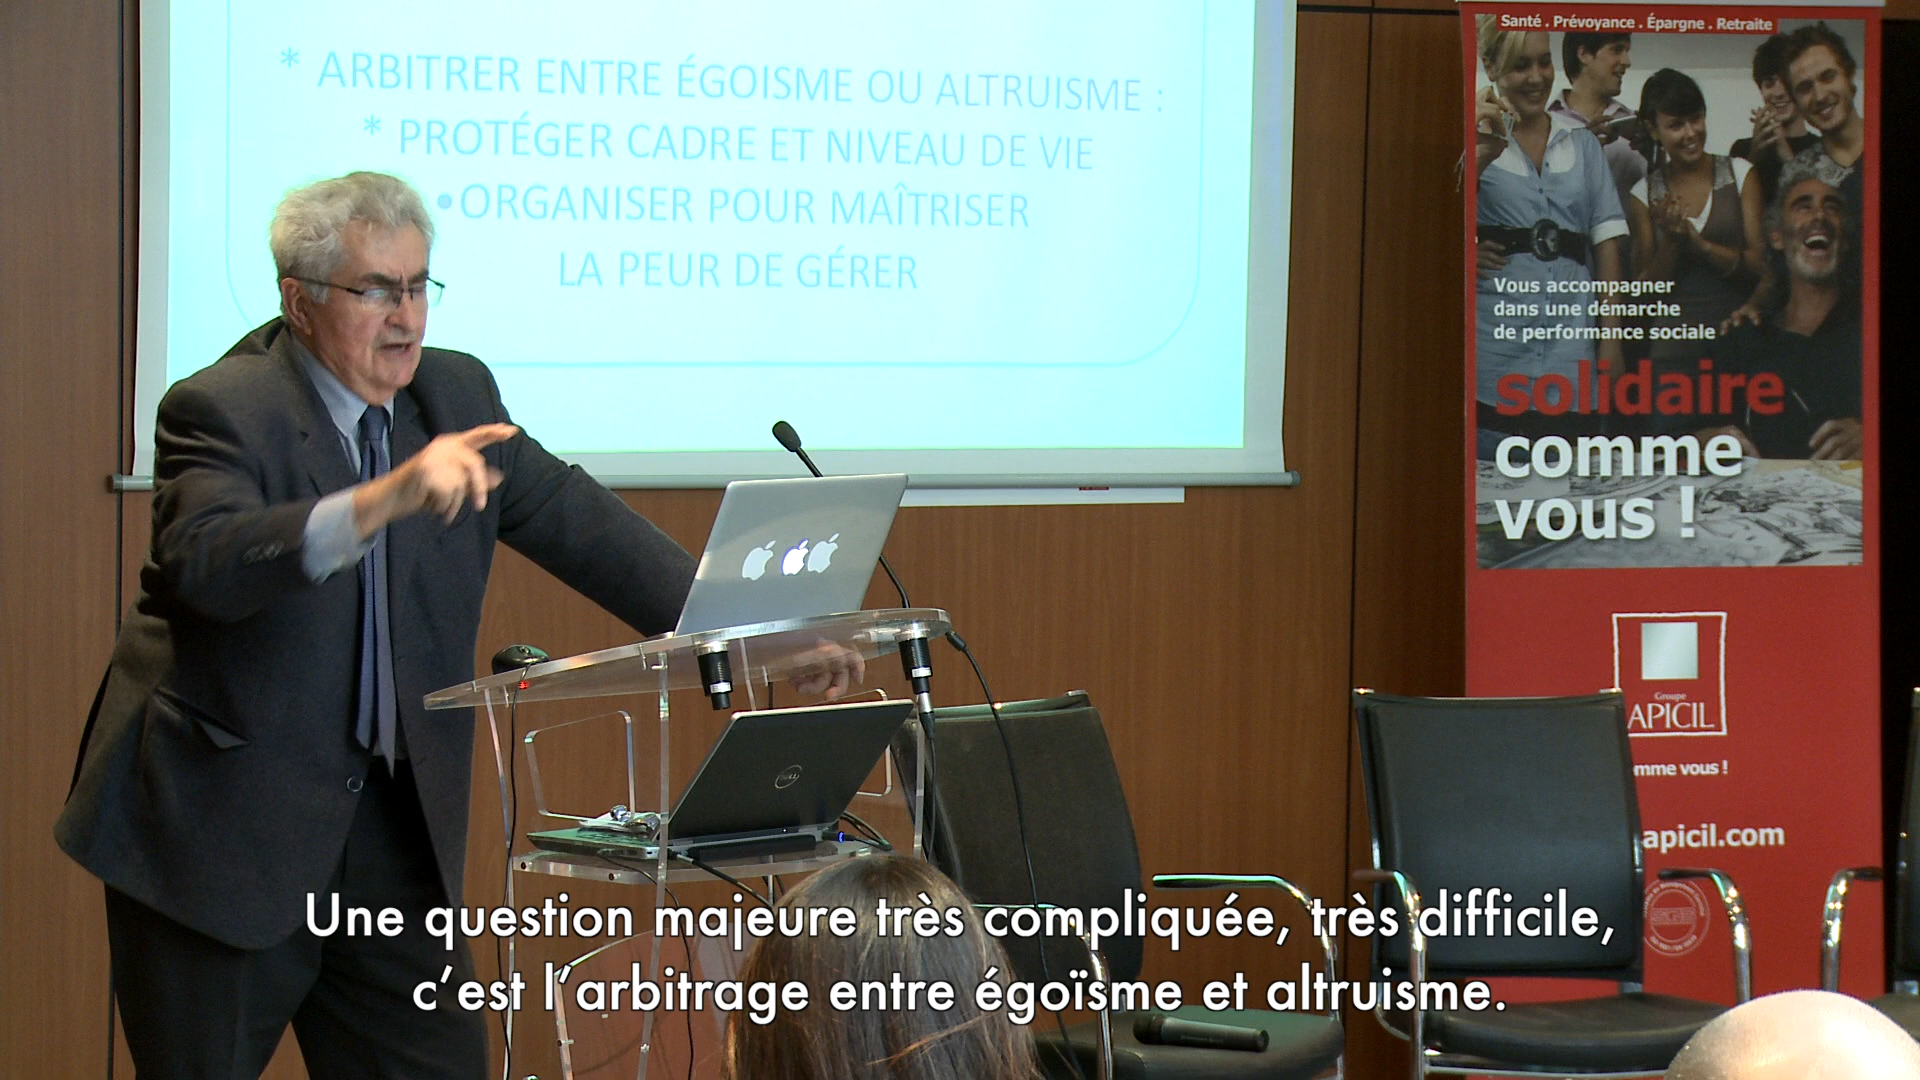 * ARBITRER ENTRE ÉGOISME OU ALTRUISME :
* PROTÉGER CADRE ET NIVEAU DE VIE
•ORGANISER POUR MAÎTRISER
LA PEUR DE GÉRER
Santé . Prévoyance . Épargne . Retraite
Vous accompagner
dans une démarche
de performance sociale
solidaire
comme
vous !
Groupe
APICIL
mme vous !
apicil.com
DELL
Une question majeure très compliquée, très difficile,
c’est l’arbitrage entre égoïsme et altruisme.